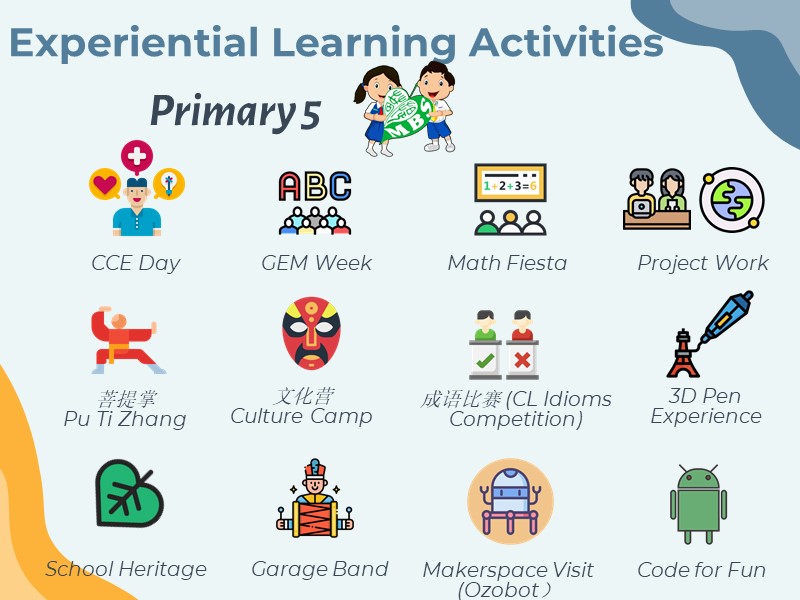 Experiential Learning Activities
Primary 5
MBS
ABC
1+2+3=6
CCE Day
GEM Week
Math Fiesta
Project Work
菩提掌
Pu Ti Zhang
文化营
Culture Camp
成语比赛 (CL Idioms
Competition)
3D Pen
Experience
School Heritage
Garage Band
Makerspace Visit
(Ozobot）
Code for Fun